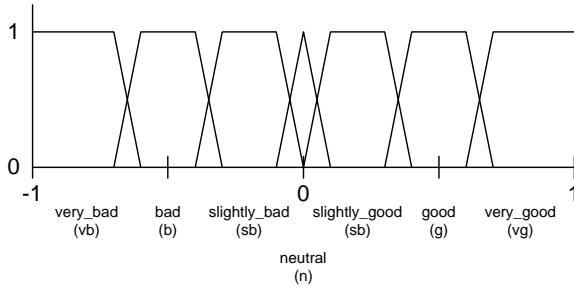 1
0
-1 0 1
very_bad bad slightly_bad slightly_good good very_good
(vb) (b) (sb) (sb) (g) (vg)
neutral
(n)